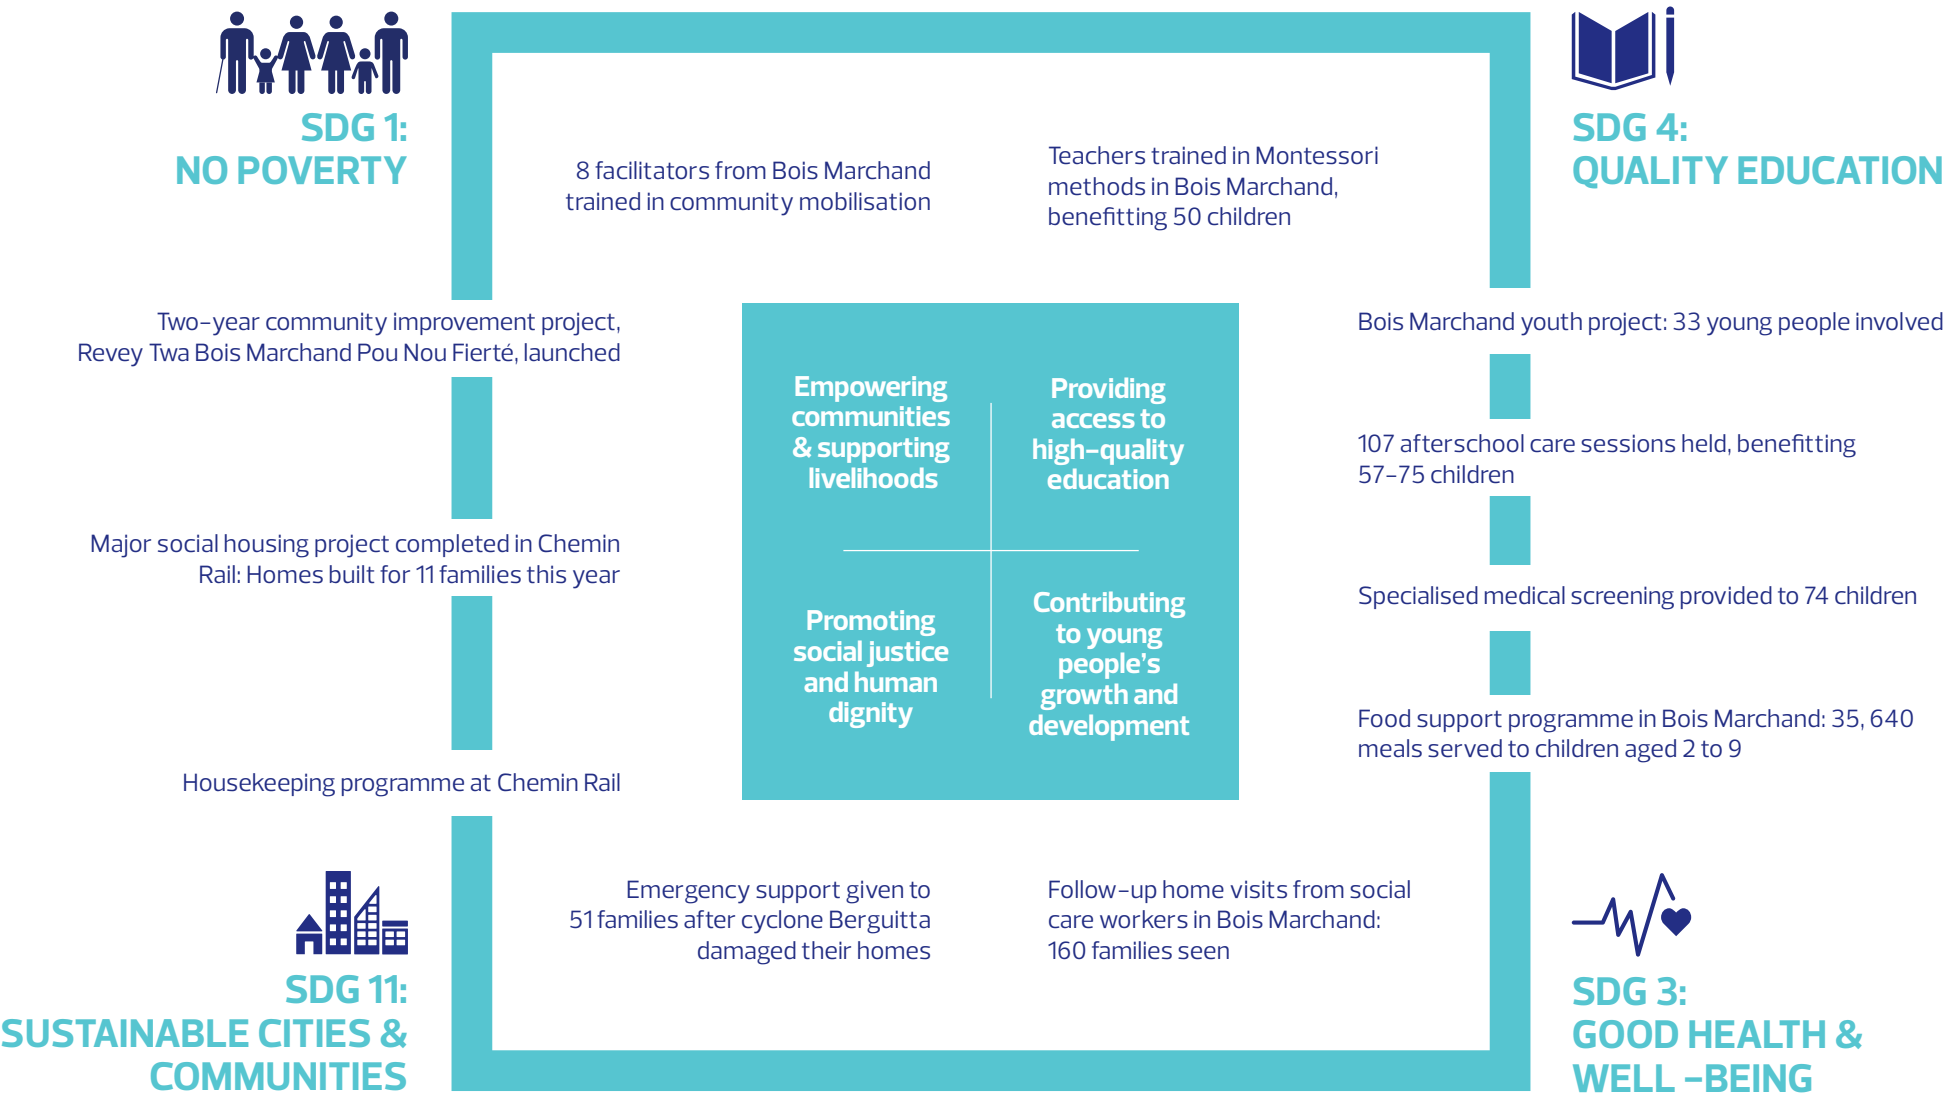 SDG 1:
NO POVERTY
8 facilitators from Bois Marchand
trained in community mobilisation
Teachers trained in Montessori
methods in Bois Marchand,
benefitting 50 children
SDG 4:
QUALITY EDUCATION
Two-year community improvement project,
Revey Twa Bois Marchand Pou Nou Fierté, launched
Major social housing project completed in Chemin
Rail: Homes built for 11 families this year
Housekeeping programme at Chemin Rail
Empowering
communities
& supporting
livelihoods
Providing
access to
high-quality
education
Promoting
social justice
and human
dignity
Contributing
to young
people's
growth and
development
Bois Marchand youth project: 33 young people involved
107 afterschool care sessions held, benefitting
57-75 children
Specialised medical screening provided to 74 children
Food support programme in Bois Marchand: 35, 640
meals served to children aged 2 to 9
SDG 11:
SUSTAINABLE CITIES &
COMMUNITIES
Emergency support given to
51 families after cyclone Berguitta
damaged their homes
Follow-up home visits from social
care workers in Bois Marchand:
160 families seen
SDG 3:
GOOD HEALTH &
WELL -BEING